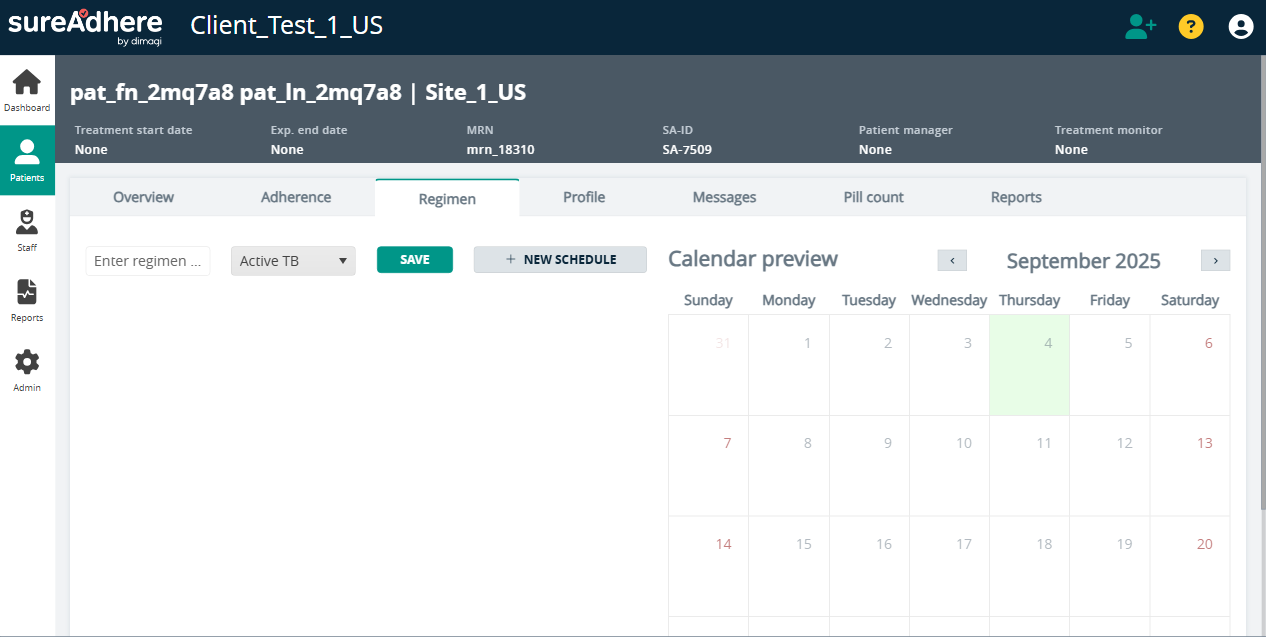 sureAdhere
by dimagi
Client_Test_1_US
?
Dashboard
Patients
Staff
Reports
Admin
pat_fn_2mq7a8 pat_ln_2mq7a8 | Site_1_US
Treatment start date Exp. end date MRN SA-ID Patient manager Treatment monitor
None None mrn_18310 SA-7509 None None
Overview Adherence Regimen Profile Messages Pill count Reports
Enter regimen ... Active TB SAVE + NEW SCHEDULE
Calendar preview ‹ September 2025 ›
Sunday Monday Tuesday Wednesday Thursday Friday Saturday
31 1 2 3 4 5 6
7 8 9 10 11 12 13
14 15 16 17 18 19 20